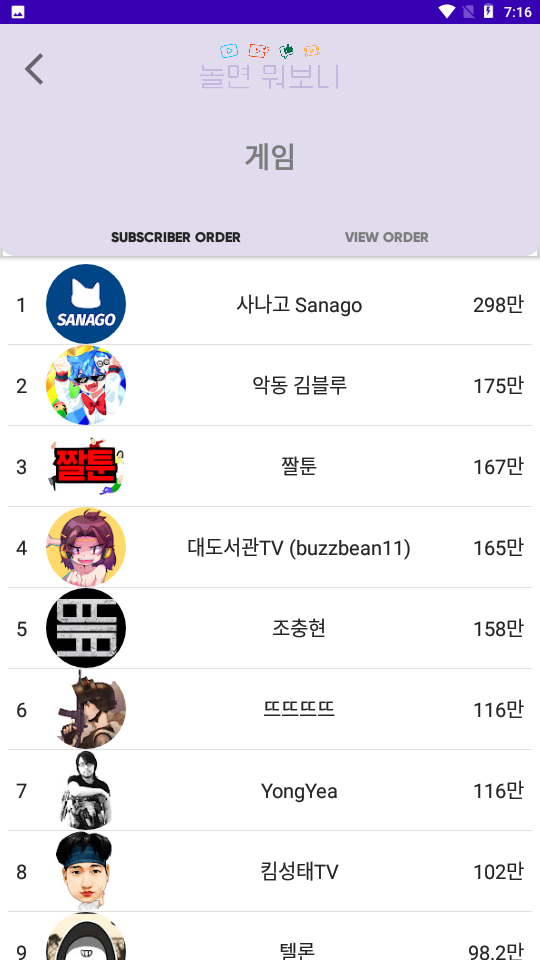 7:16
놀면 뭐보니
게임
SUBSCRIBER ORDER
VIEW ORDER
1 SANAGO 사나고 Sanago 298만
2 악동 김블루 175만
3 짤툰 짤툰 167만
4 대도서관TV (buzzbean11) 165만
5 조충현 158만
6 뜨뜨뜨뜨 116만
7 YongYea 116만
8 킴성태TV 102만
9 텔론 98.2만